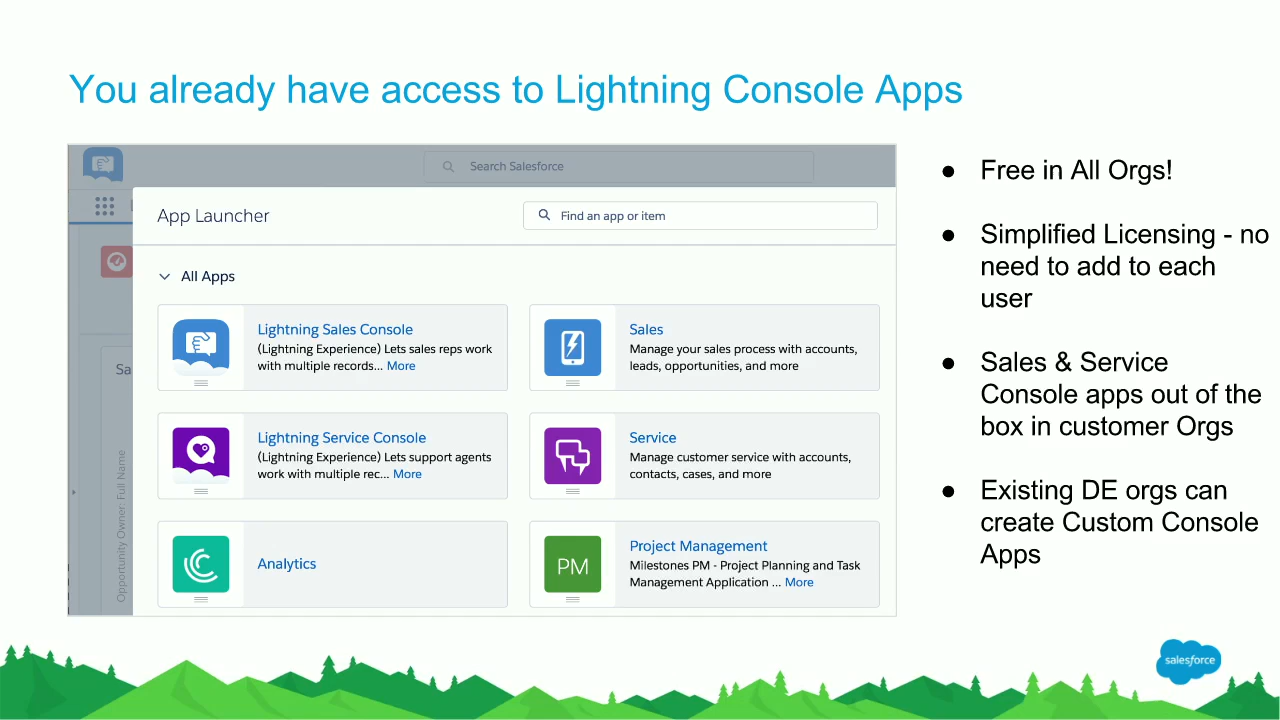 You already have access to Lightning Console Apps
Search Salesforce
App Launcher
Find an app or item
All Apps
Lightning Sales Console
(Lightning Experience) Lets sales reps work
with multiple records... More
Sales
Manage your sales process with accounts,
leads, opportunities, and more
Lightning Service Console
(Lightning Experience) Lets support agents
work with multiple rec... More
Service
Manage customer service with accounts,
contacts, cases, and more
Analytics
PM
Project Management
Milestones PM - Project Planning and Task
Management Application ... More
Sa
Opportunity Owner: Full Name
● Free in All Orgs!
● Simplified Licensing - no
need to add to each
user
● Sales & Service
Console apps out of the
box in customer Orgs
● Existing DE orgs can
create Custom Console
Apps
salesforce